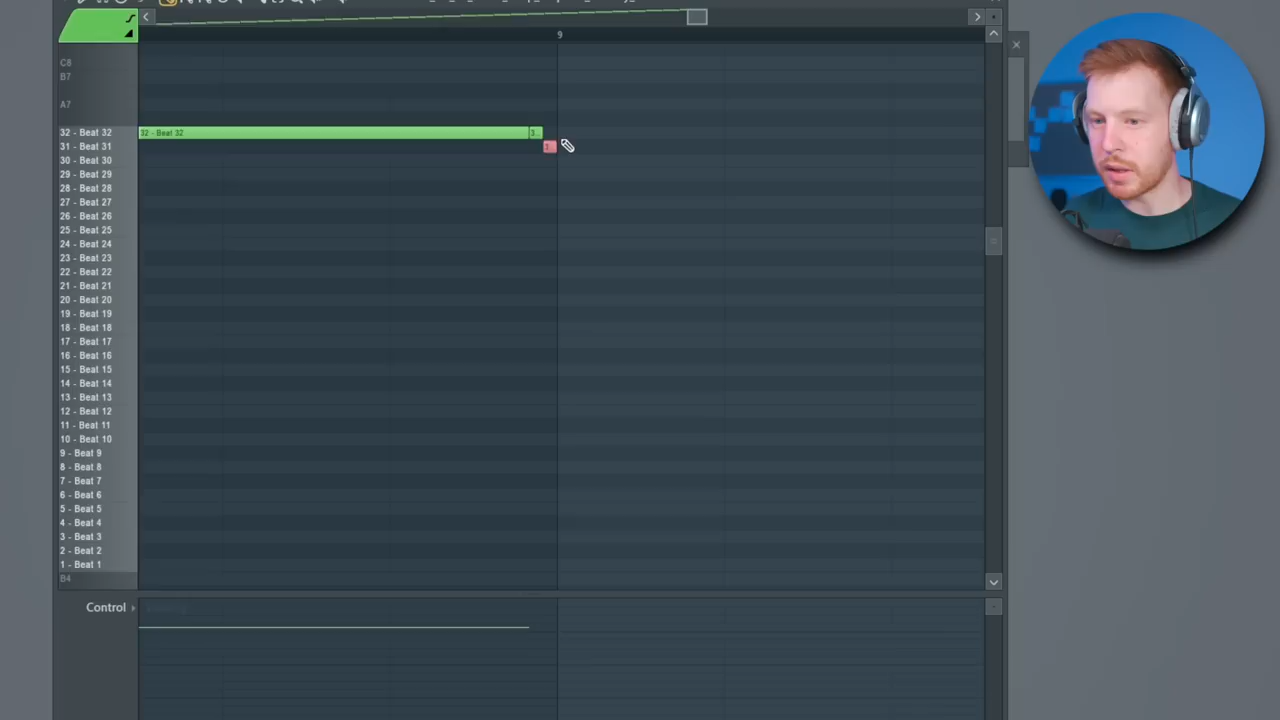 9
C8
B7
A7
32 - Beat 32 32 - Beat 32 3..
31 - Beat 31
30 - Beat 30
29 - Beat 29
28 - Beat 28
27 - Beat 27
26 - Beat 26
25 - Beat 25
24 - Beat 24
23 - Beat 23
22 - Beat 22
21 - Beat 21
20 - Beat 20
19 - Beat 19
18 - Beat 18
17 - Beat 17
16 - Beat 16
15 - Beat 15
14 - Beat 14
13 - Beat 13
12 - Beat 12
11 - Beat 11
10 - Beat 10
9 - Beat 9
8 - Beat 8
7 - Beat 7
6 - Beat 6
5 - Beat 5
4 - Beat 4
3 - Beat 3
2 - Beat 2
1 - Beat 1
B4
Control